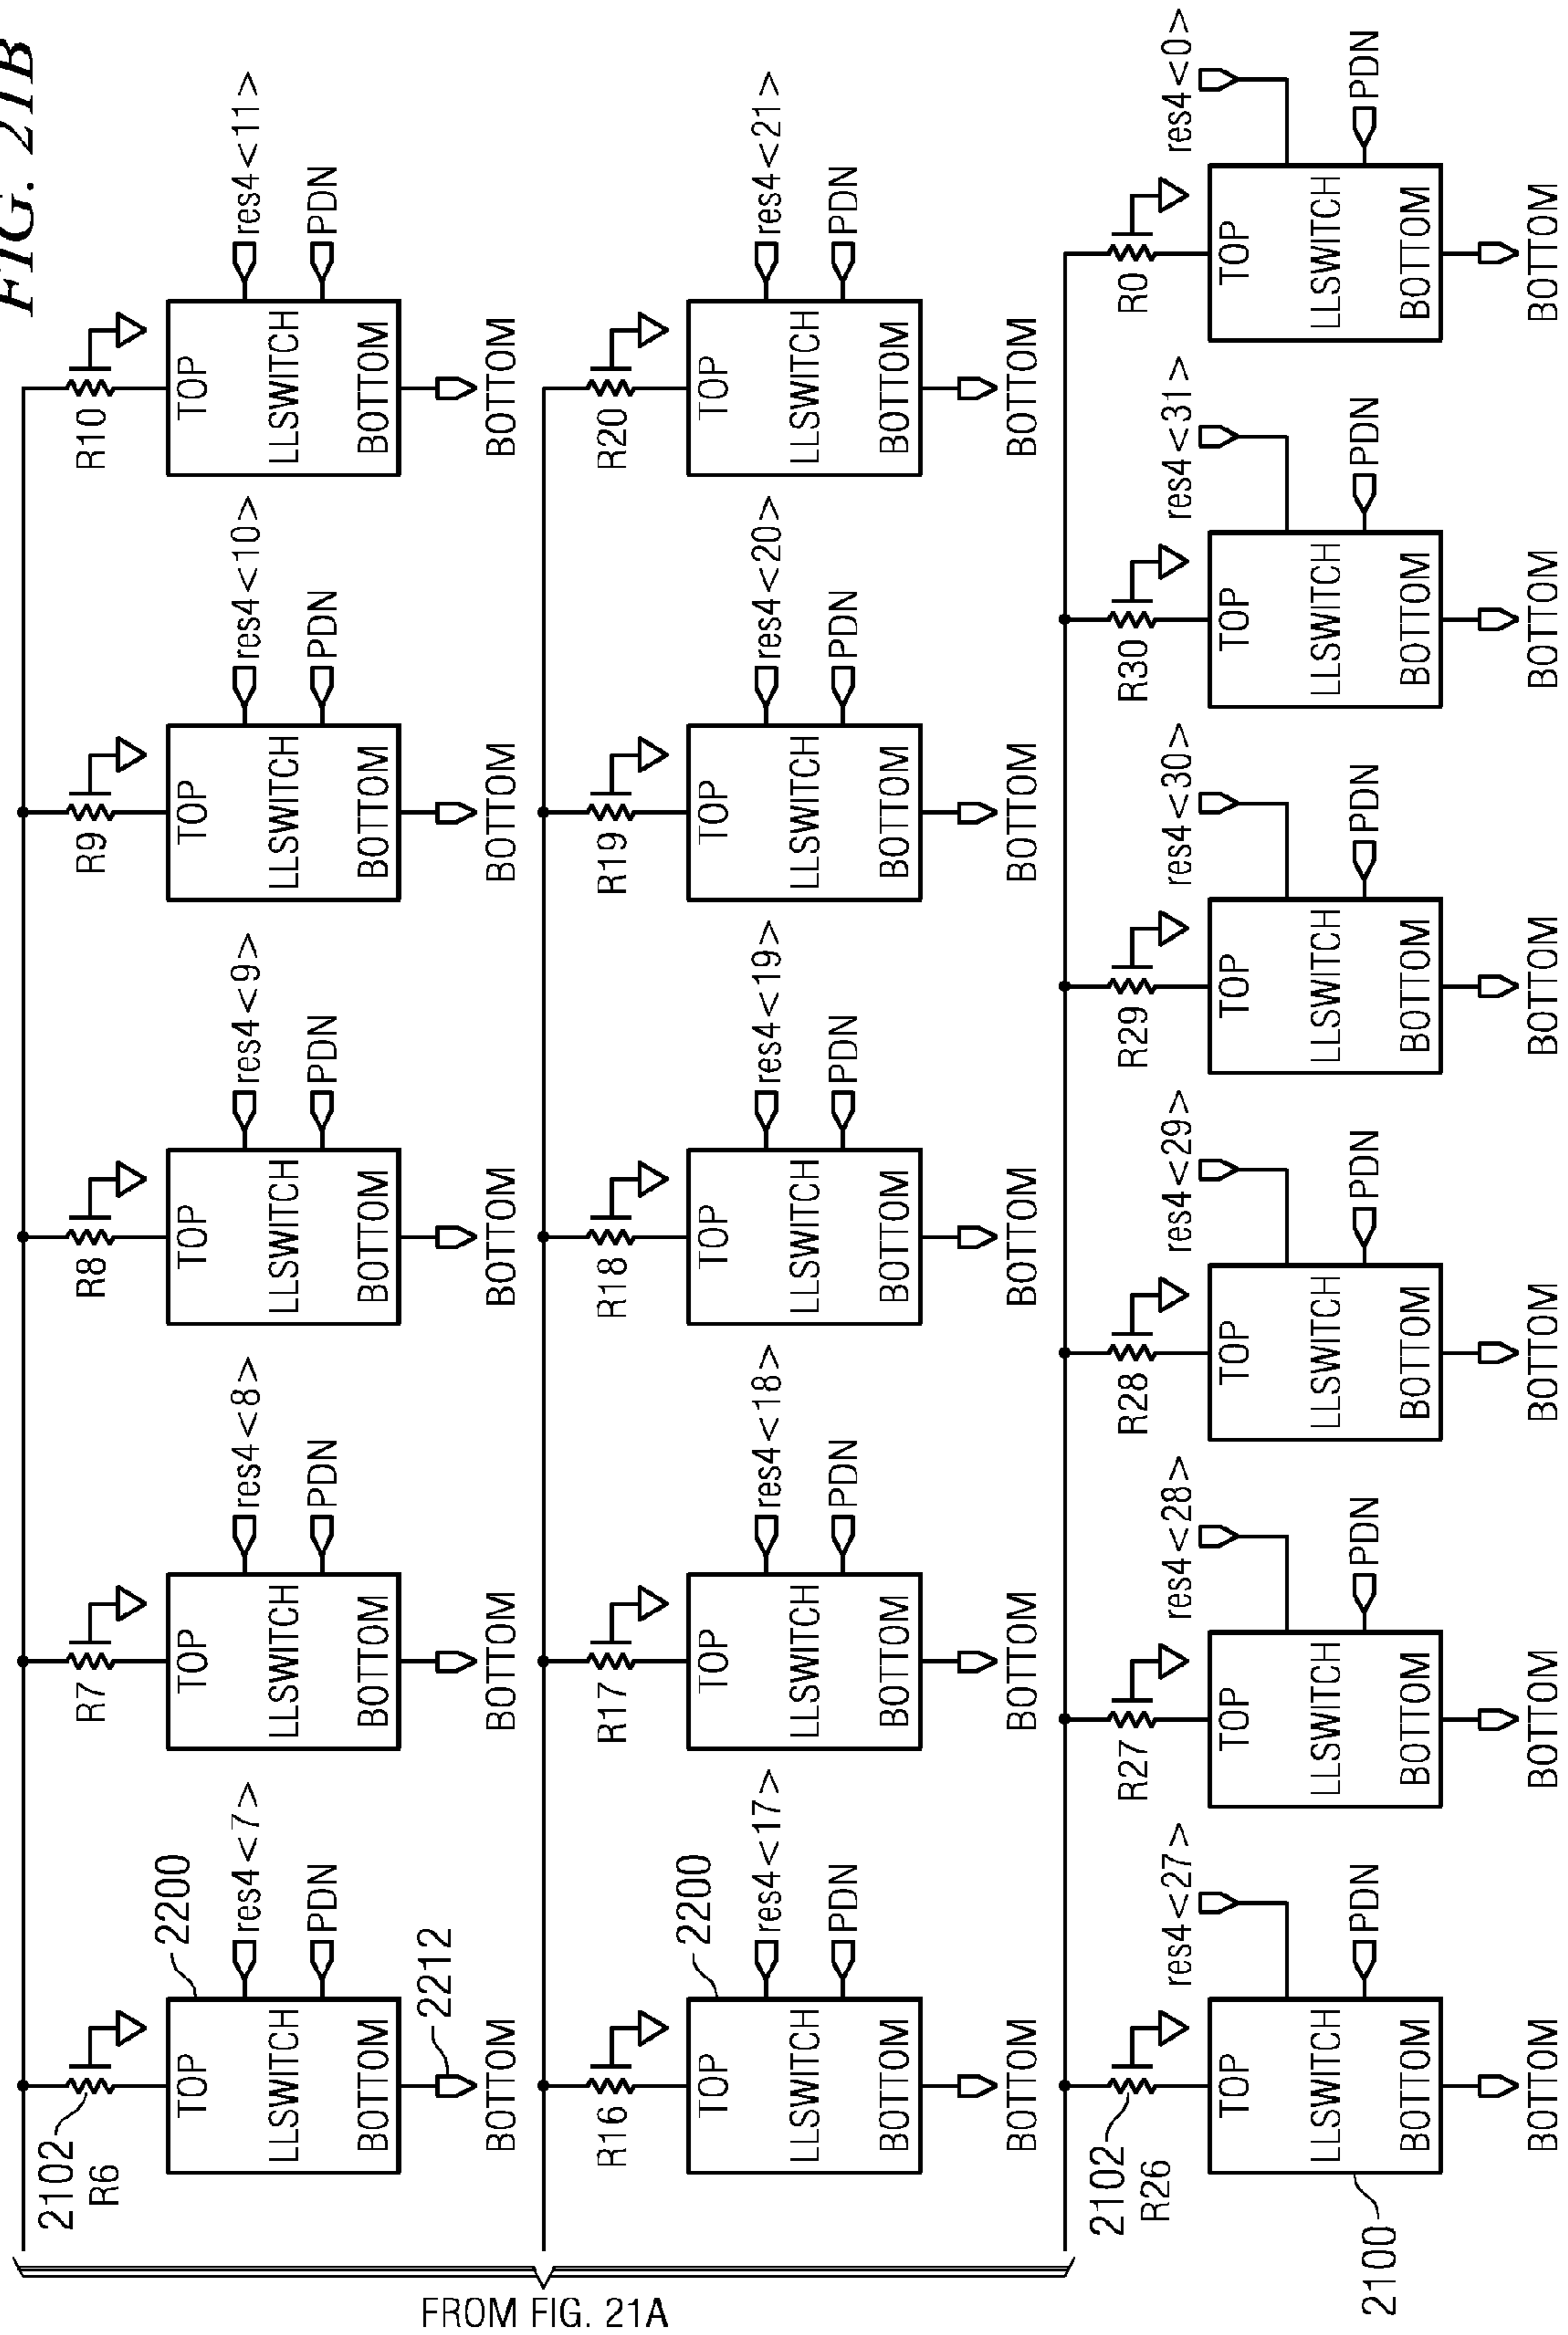 FIG. 21B
FROM FIG. 21A
2102
R6
TOP
LLSWITCH
BOTTOM
2200
res4<7>
PDN
2212
BOTTOM
R7
TOP
LLSWITCH
BOTTOM
res4<8>
PDN
BOTTOM
R8
TOP
LLSWITCH
BOTTOM
res4<9>
PDN
BOTTOM
R9
TOP
LLSWITCH
BOTTOM
res4<10>
PDN
BOTTOM
R10
TOP
LLSWITCH
BOTTOM
res4<11>
PDN
BOTTOM
R16
TOP
LLSWITCH
BOTTOM
2200
res4<17>
PDN
BOTTOM
R17
TOP
LLSWITCH
BOTTOM
res4<18>
PDN
BOTTOM
R18
TOP
LLSWITCH
BOTTOM
res4<19>
PDN
BOTTOM
R19
TOP
LLSWITCH
BOTTOM
res4<20>
PDN
BOTTOM
R20
TOP
LLSWITCH
BOTTOM
res4<21>
PDN
BOTTOM
2102
R26
TOP
LLSWITCH
BOTTOM
2100
res4<27>
PDN
BOTTOM
R27
TOP
LLSWITCH
BOTTOM
res4<28>
PDN
BOTTOM
R28
TOP
LLSWITCH
BOTTOM
res4<29>
PDN
BOTTOM
R29
TOP
LLSWITCH
BOTTOM
res4<30>
PDN
BOTTOM
R30
TOP
LLSWITCH
BOTTOM
res4<31>
PDN
BOTTOM
R0
TOP
LLSWITCH
BOTTOM
res4<0>
PDN
BOTTOM